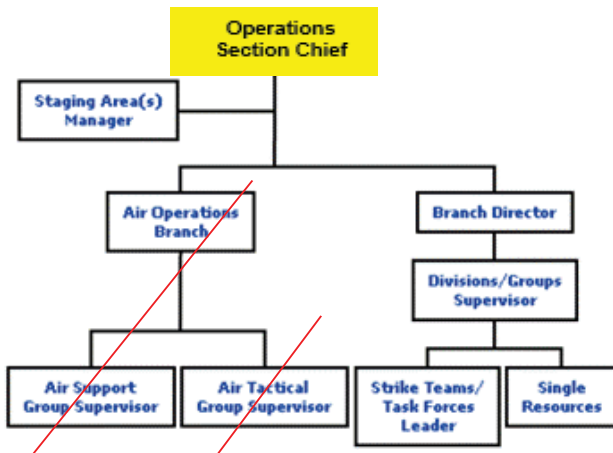 Operations
Section Chief
Staging Area(s)
Manager
Air Operations
Branch
Branch Director
Divisions/Groups
Supervisor
Air Support
Group Supervisor
Air Tactical
Group Supervisor
Strike Teams/
Task Forces
Leader
Single
Resources